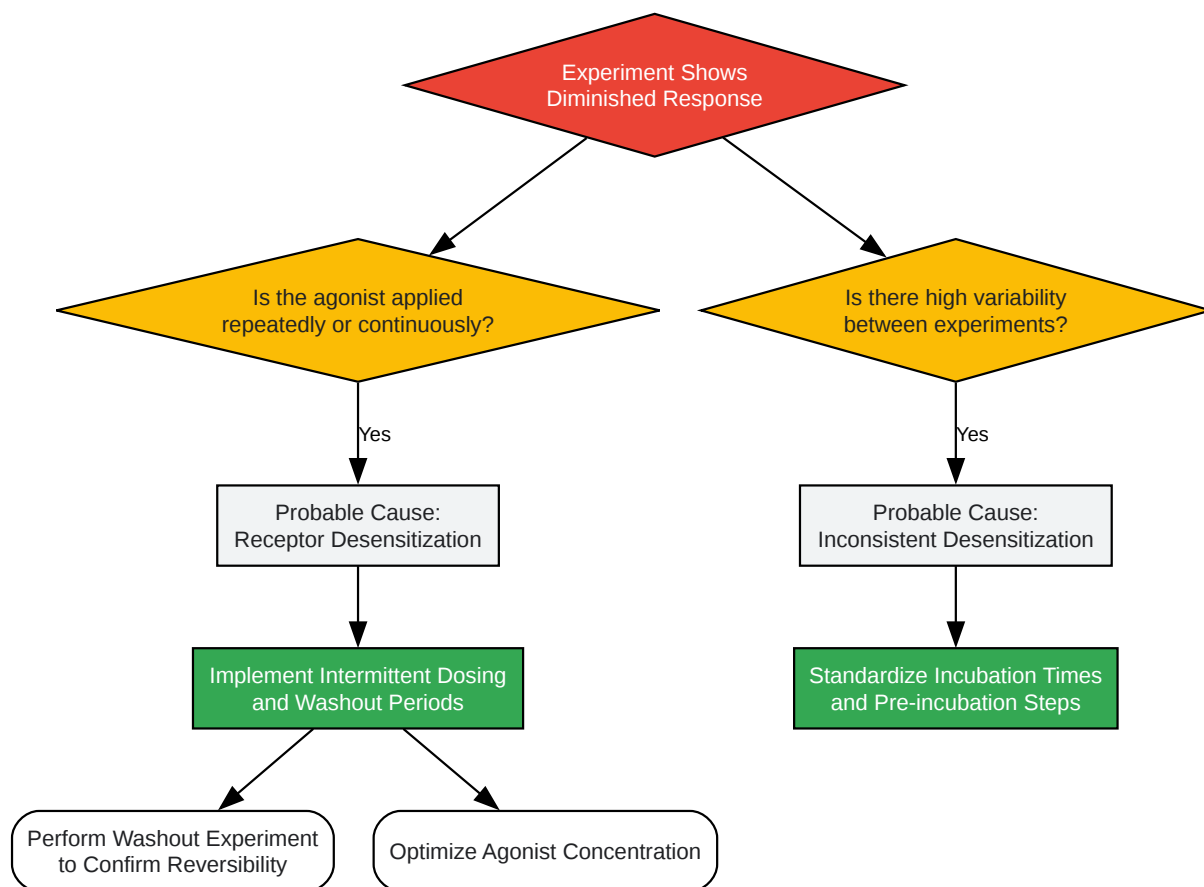 Experiment Shows
Diminished Response
Is the agonist applied
repeatedly or continuously?
Is there high variability
between experiments?
Yes
Yes
Probable Cause:
Receptor Desensitization
Probable Cause:
Inconsistent Desensitization
Implement Intermittent Dosing
and Washout Periods
Standardize Incubation Times
and Pre-incubation Steps
Perform Washout Experiment
to Confirm Reversibility
Optimize Agonist Concentration